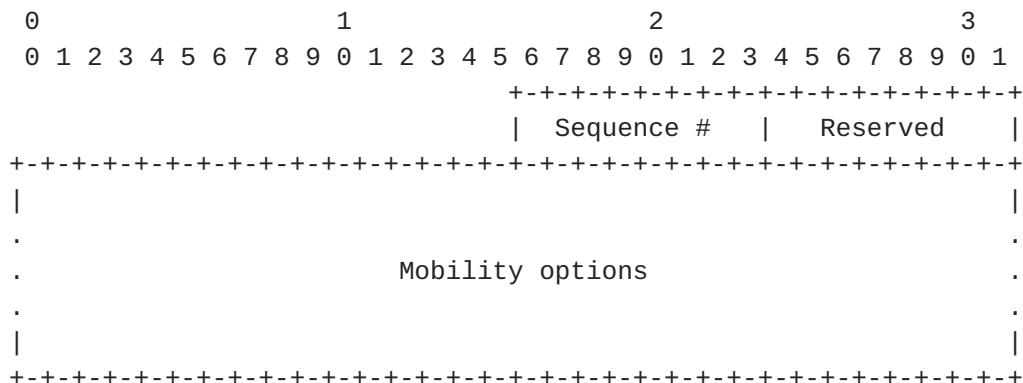 0                   1                   2                   3
0 1 2 3 4 5 6 7 8 9 0 1 2 3 4 5 6 7 8 9 0 1 2 3 4 5 6 7 8 9 0 1
                               +-+-+-+-+-+-+-+-+-+-+-+-+-+-+-+-+
                               |  Sequence #   |   Reserved    |
+-+-+-+-+-+-+-+-+-+-+-+-+-+-+-+-+-+-+-+-+-+-+-+-+-+-+-+-+-+-+-+-+
|                                                               |
.                                                               .
.                        Mobility options                       .
.                                                               .
|                                                               |
+-+-+-+-+-+-+-+-+-+-+-+-+-+-+-+-+-+-+-+-+-+-+-+-+-+-+-+-+-+-+-+-+